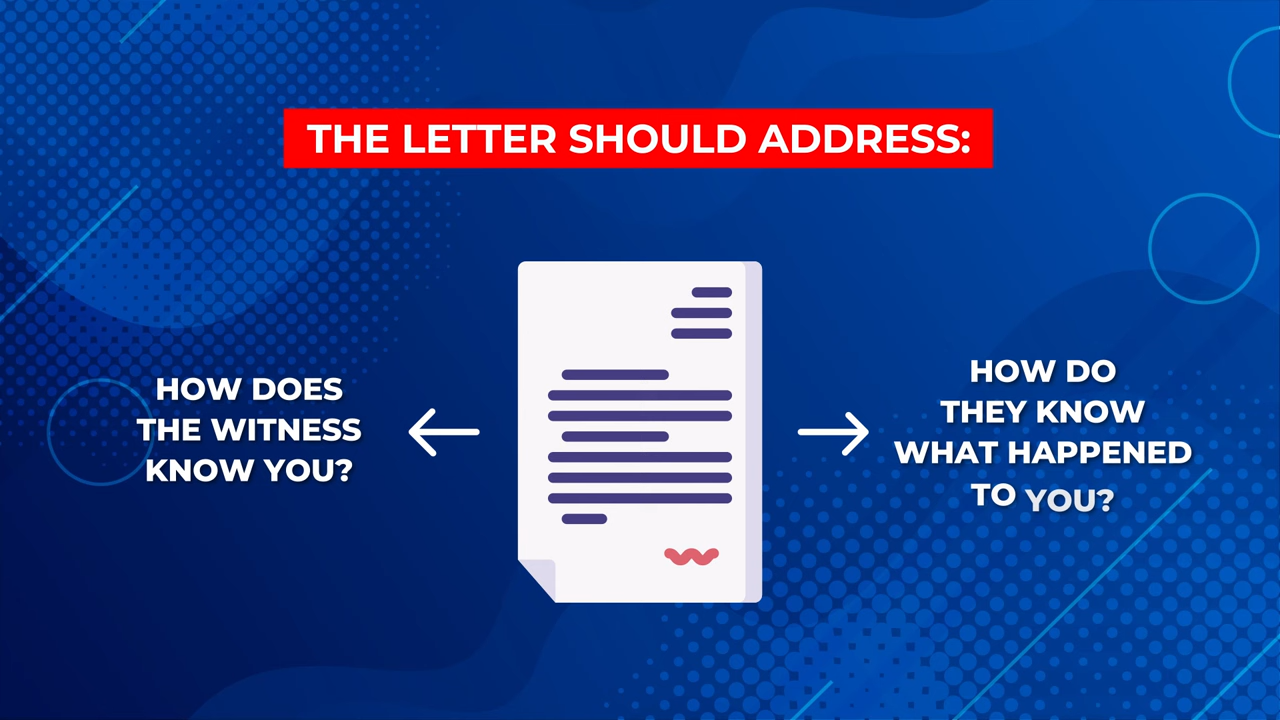 THE LETTER SHOULD ADDRESS:
HOW DOES
THE WITNESS
KNOW YOU?
HOW DO
THEY KNOW
WHAT HAPPENED
TO YOU?